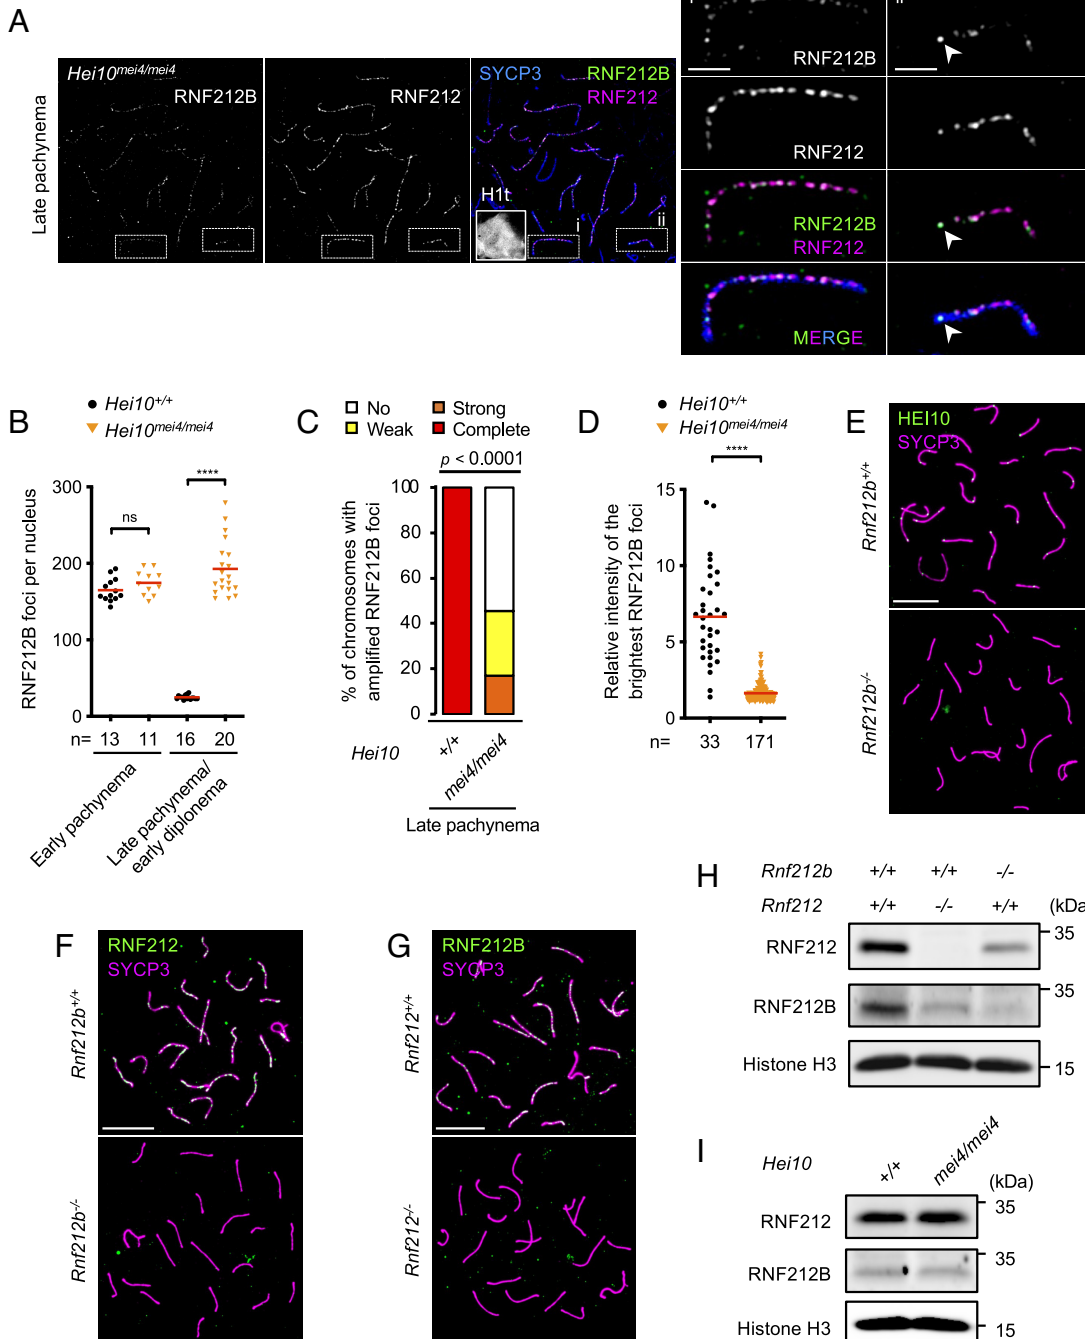 A
Late pachynema
Hei10mei4/mei4
RNF212B
RNF212
SYCP3
RNF212B
RNF212
H1t
i
ii
RNF212B
RNF212
RNF212B
RNF212
MERGE
B
Hei10+/+
Hei10mei4/mei4
RNF212B foci per nucleus
300
200
100
0
ns
****
n= 13 11 16 20
Early pachynema
Late pachynema/
early diplonema
C
No
Strong
Weak
Complete
p < 0.0001
% of chromosomes with
amplified RNF212B foci
100
80
60
40
20
0
Hei10
+/+
mei4/mei4
Late pachynema
D
Hei10+/+
Hei10mei4/mei4
****
Relative intensity of the
brightest RNF212B foci
15
10
5
0
n= 33 171
E
HEI10
SYCP3
Rnf212b+/+
Rnf212b-/-
F
RNF212
SYCP3
Rnf212b+/+
Rnf212b-/-
G
RNF212B
SYCP3
Rnf212+/+
Rnf212-/-
H
Rnf212b +/+ +/+ -/-
Rnf212 +/+ -/- +/+ (kDa
RNF212
35
RNF212B
35
Histone H3
15
I
Hei10 +/+ mei4/mei4
(kDa)
RNF212
35
RNF212B
35
Histone H3
15